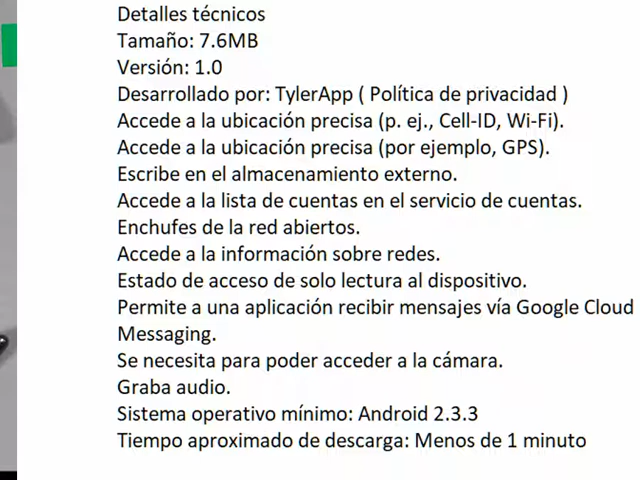 Detalles técnicos
Tamaño: 7.6MB
Versión: 1.0
Desarrollado por: TylerApp ( Política de privacidad )
Accede a la ubicación precisa (p. ej., Cell-ID, Wi-Fi).
Accede a la ubicación precisa (por ejemplo, GPS).
Escribe en el almacenamiento externo.
Accede a la lista de cuentas en el servicio de cuentas.
Enchufes de la red abiertos.
Accede a la información sobre redes.
Estado de acceso de solo lectura al dispositivo.
Permite a una aplicación recibir mensajes vía Google Cloud
Messaging.
Se necesita para poder acceder a la cámara.
Graba audio.
Sistema operativo mínimo: Android 2.3.3
Tiempo aproximado de descarga: Menos de 1 minuto